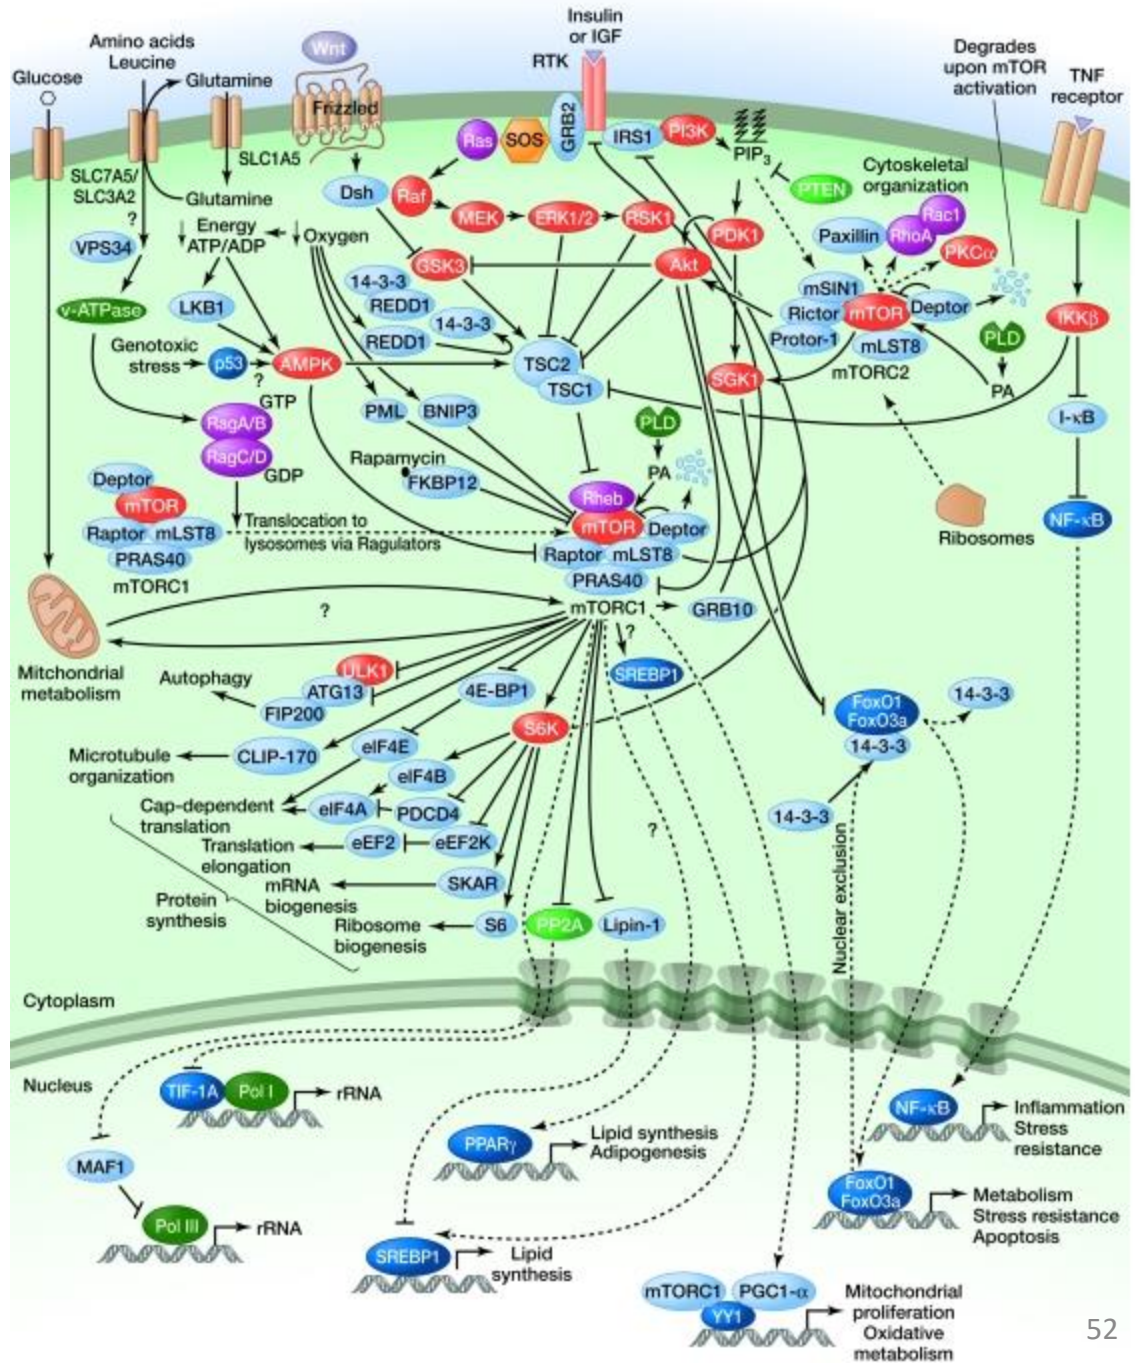 Insulin
or IGF
RTK
Wnt
Amino acids
Leucine
Glucose
Glutamine
Frizzled
Degrades
upon mTOR
activation
TNF
receptor
GRB2
SOS
Ras
IRS1
PI3K
PIP3
SLC1A5
SLC7A5/
SLC3A2
?
Glutamine
Dsh
Raf
MEK
ERK1/2
RSK1
PTEN
PDK1
Cytoskeletal
organization
Rac1
RhoA
Paxillin
PKCα
VPS34
Energy
ATP/ADP
Oxygen
GSK3
Akt
14-3-3
REDD1
14-3-3
REDD1
mSIN1
Rictor
mTOR
Deptor
Protor-1
mLST8
mTORC2
PLD
PA
IKKβ
v-ATPase
LKB1
Genotoxic
stress
p53
?
AMPK
TSC2
TSC1
SGK1
I-κB
GTP
RagA/B
RagC/D
GDP
PML
BNIP3
PLD
PA
Rapamycin
FKBP12
Rheb
mTOR
Deptor
Raptor
mLST8
PRAS40
mTORC1
GRB10
Ribosomes
NF-κB
Deptor
mTOR
Raptor
mLST8
PRAS40
mTORC1
Translocation to
lysosomes via Ragulators
?
?
Mitchondrial
metabolism
Autophagy
ULK1
ATG13
FIP200
4E-BP1
SREBP1
S6K
FoxO1
FoxO3a
14-3-3
14-3-3
14-3-3
Microtubule
organization
CLIP-170
eIF4E
eIF4B
Cap-dependent
translation
eIF4A
PDCD4
?
Translation
elongation
eEF2
eEF2K
mRNA
biogenesis
SKAR
Protein
synthesis
Ribosome
biogenesis
S6
PP2A
Lipin-1
Nuclear exclusion
Cytoplasm
Nucleus
TIF-1A
Pol I
rRNA
MAF1
Pol III
rRNA
PPARγ
Lipid synthesis
Adipogenesis
SREBP1
Lipid
synthesis
NF-κB
Inflammation
Stress
resistance
FoxO1
FoxO3a
Metabolism
Stress resistance
Apoptosis
mTORC1
PGC1-α
YY1
Mitochondrial
proliferation
Oxidative
metabolism
52